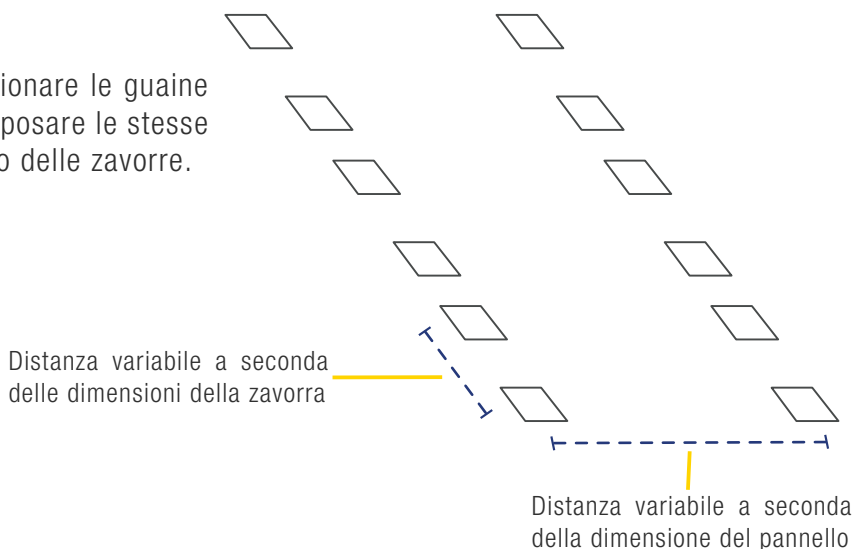 ionare le guaine
posare le stesse
o delle zavorre.
Distanza variabile a seconda
delle dimensioni della zavorra
Distanza variabile a seconda
della dimensione del pannello